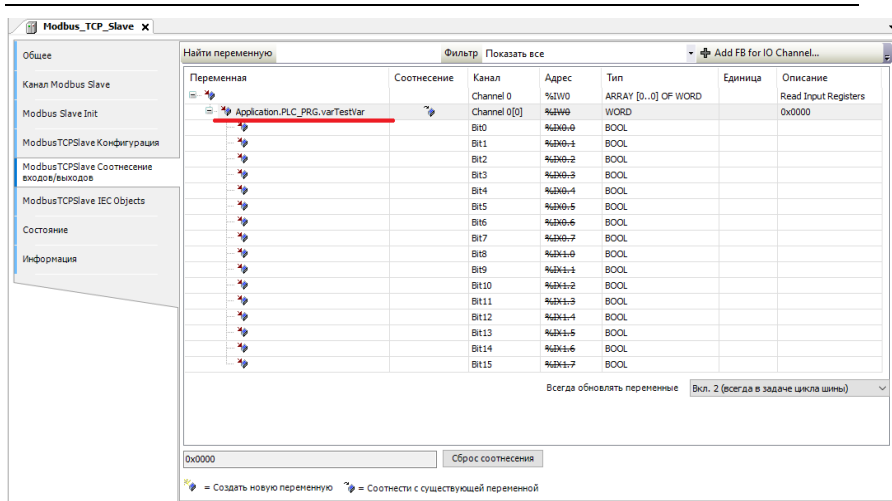 Modbus_TCP_Slave x
Общее
Канал Modbus Slave
Modbus Slave Init
ModbusTCPSlave Конфигурация
ModbusTCPSlave Соотнесение
входов/выходов
ModbusTCPSlave IEC Objects
Состояние
Информация
Найти переменную Фильтр Показать все Add FB for IO Channel...
Переменная Соотнесение Канал Адрес Тип Единица Описание
Channel 0 %IW0 ARRAY [0..0] OF WORD Read Input Registers
Application.PLC_PRG.varTestVar Channel 0[0] %IW0 WORD 0x0000
Bit0 %IX0.0 BOOL
Bit1 %IX0.1 BOOL
Bit2 %IX0.2 BOOL
Bit3 %IX0.3 BOOL
Bit4 %IX0.4 BOOL
Bit5 %IX0.5 BOOL
Bit6 %IX0.6 BOOL
Bit7 %IX0.7 BOOL
Bit8 %IX1.0 BOOL
Bit9 %IX1.1 BOOL
Bit10 %IX1.2 BOOL
Bit11 %IX1.3 BOOL
Bit12 %IX1.4 BOOL
Bit13 %IX1.5 BOOL
Bit14 %IX1.6 BOOL
Bit15 %IX1.7 BOOL
Всегда обновлять переменные Вкл. 2 (всегда в задаче цикла шины)
0x0000 Сброс соотнесения
= Создать новую переменную = Соотнести с существующей переменной